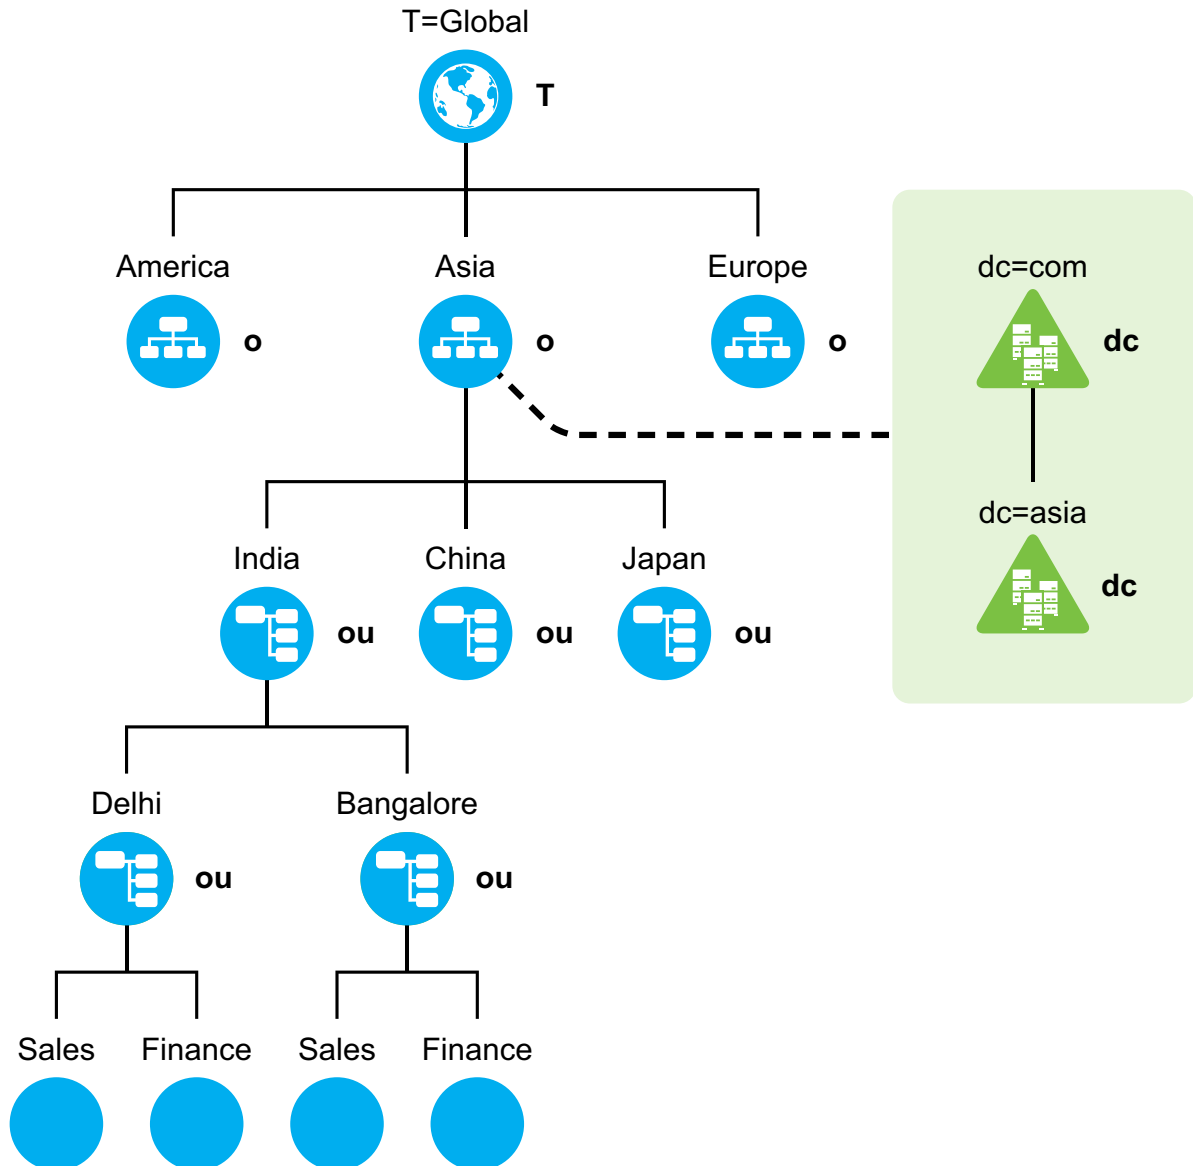 T=Global
T
America
Asia
Europe
dc=com
o
o
o
dc
dc=asia
India
China
Japan
ou
ou
ou
dc
Delhi
Bangalore
ou
ou
Sales
Finance
Sales
Finance